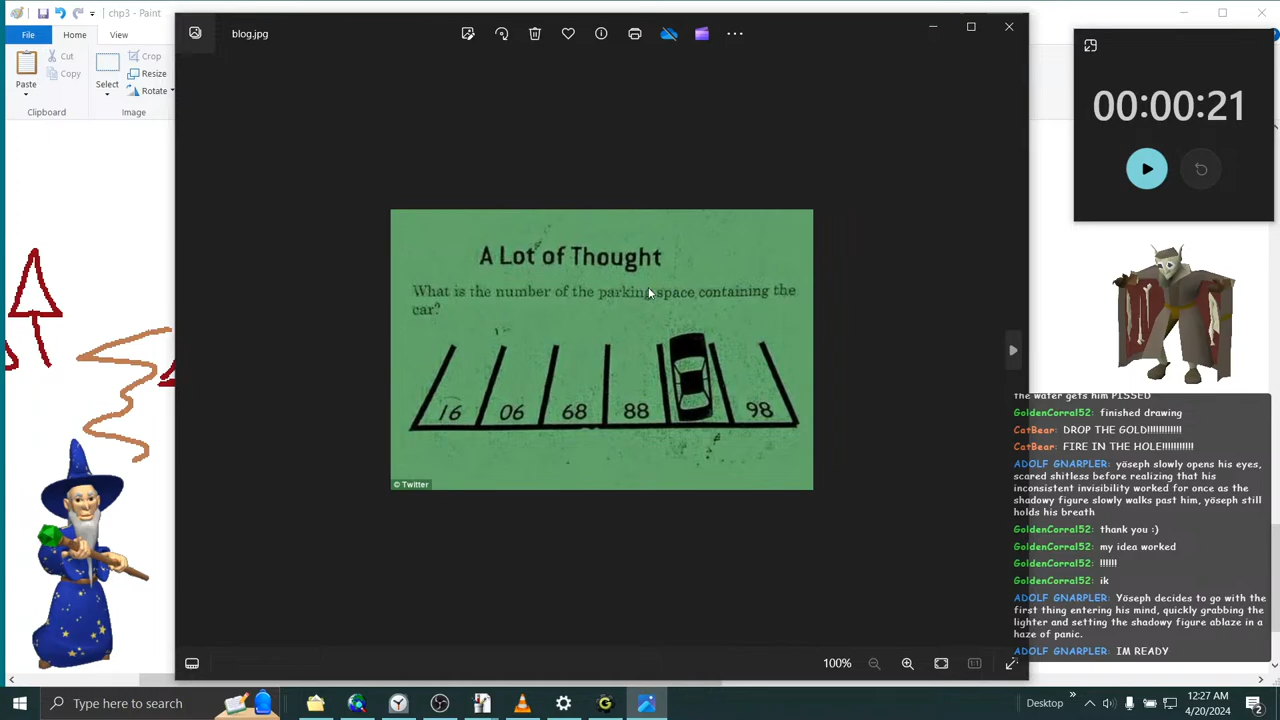 chp3 - Paint
File
Home
View
Paste
Cut
Copy
Clipboard
Select
Crop
Resize
Rotate
Image
blog.jpg
A Lot of Thought
What is the number of the parking space containing the
car?
16 06 68 88 98
© Twitter
100%
1:1
00:00:21
the water gets him PISSED
GoldenCorral52: finished drawing
CatBear: DROP THE GOLD!!!!!!!!!!!!
CatBear: FIRE IN THE HOLE!!!!!!!!!!!
ADOLF GNARPLER: yöseph slowly opens his eyes,
scared shitless before realizing that his
inconsistent invisibility worked for once as the
shadowy figure slowly walks past him, yöseph still
holds his breath
GoldenCorral52: thank you :)
GoldenCorral52: my idea worked
GoldenCorral52: !!!!!!
GoldenCorral52: ik
ADOLF GNARPLER: Yöseph decides to go with the
first thing entering his mind, quickly grabbing the
lighter and setting the shadowy figure ablaze in a
haze of panic.
ADOLF GNARPLER: IM READY
Type here to search
Desktop
12:27 AM
4/20/2024
2